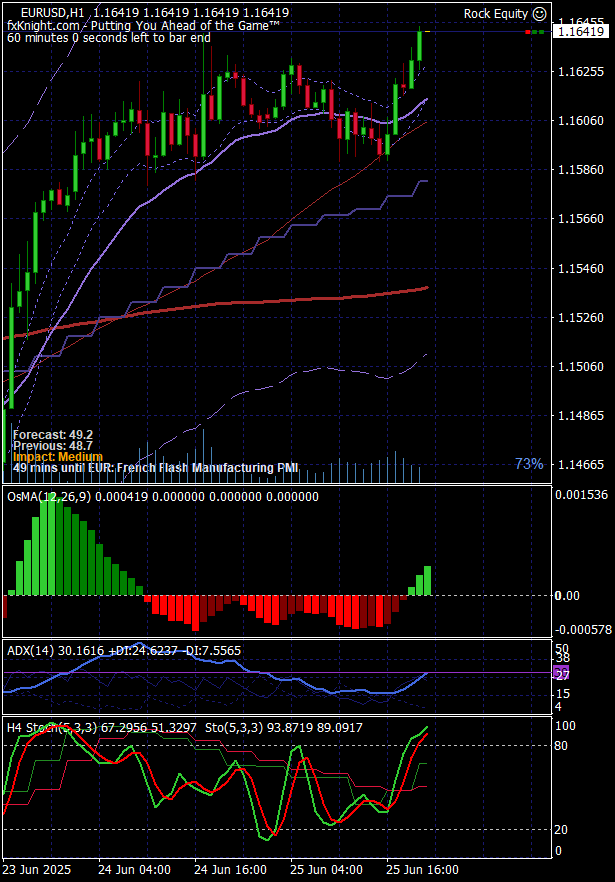 EURUSD,H1 1.16419 1.16419 1.16419 1.16419
Rock Equity
fxKnight.com - Putting You Ahead of the Game™
60 minutes 0 seconds left to bar end
1.16455
1.16419
1.16255
1.16060
1.15860
1.15660
1.15460
1.15260
1.15060
1.14865
1.14665
Forecast: 49.2
Previous: 48.7
Impact: Medium
49 mins until EUR: French Flash Manufacturing PMI
73%
OsMA(12,26,9) 0.000419 0.000000 0.000000 0.000000
0.001536
0.00
-0.000578
ADX(14) 30.1616 +DI:24.6237 -DI:7.5565
50
38
27
15
4
H4 Stoch(5,3,3) 67.2956 51.3297 Sto(5,3,3) 93.8719 89.0917
100
80
20
0
23 Jun 2025 24 Jun 04:00 24 Jun 16:00 25 Jun 04:00 25 Jun 16:00